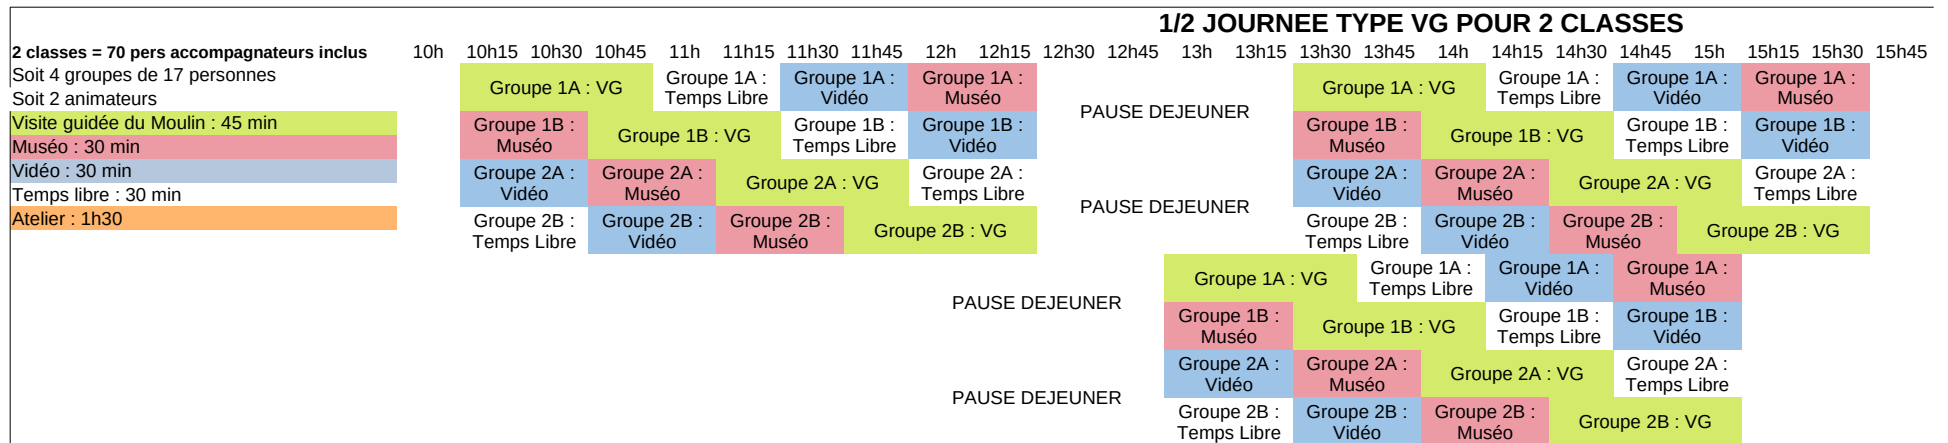 1/2 JOURNEE TYPE VG POUR 2 CLASSES
2 classes = 70 pers accompagnateurs inclus 10h 10h15 10h30 10h45 11h 11h15 11h30 11h45 12h 12h15 12h30 12h45 13h 13h15 13h30 13h45 14h 14h15 14h30 14h45 15h 15h15 15h30 15h45
Soit 4 groupes de 17 personnes
Soit 2 animateurs
Visite guidée du Moulin : 45 min
Muséo : 30 min
Vidéo : 30 min
Temps libre : 30 min
Atelier : 1h30
Groupe 1A : VG
Groupe 1A :
Temps Libre
Groupe 1A :
Vidéo
Groupe 1A :
Muséo
PAUSE DEJEUNER
Groupe 1A : VG
Groupe 1A :
Temps Libre
Groupe 1A :
Vidéo
Groupe 1A :
Muséo
Groupe 1B :
Muséo
Groupe 1B : VG
Groupe 1B :
Temps Libre
Groupe 1B :
Vidéo
Groupe 1B :
Muséo
Groupe 1B : VG
Groupe 1B :
Temps Libre
Groupe 1B :
Vidéo
Groupe 2A :
Vidéo
Groupe 2A :
Muséo
Groupe 2A : VG
Groupe 2A :
Temps Libre
PAUSE DEJEUNER
Groupe 2A :
Vidéo
Groupe 2A :
Muséo
Groupe 2A : VG
Groupe 2A :
Temps Libre
Groupe 2B :
Temps Libre
Groupe 2B :
Vidéo
Groupe 2B :
Muséo
Groupe 2B : VG
Groupe 2B :
Temps Libre
Groupe 2B :
Vidéo
Groupe 2B :
Muséo
Groupe 2B : VG
PAUSE DEJEUNER
Groupe 1A : VG
Groupe 1A :
Temps Libre
Groupe 1A :
Vidéo
Groupe 1A :
Muséo
Groupe 1B :
Muséo
Groupe 1B : VG
Groupe 1B :
Temps Libre
Groupe 1B :
Vidéo
PAUSE DEJEUNER
Groupe 2A :
Vidéo
Groupe 2A :
Muséo
Groupe 2A : VG
Groupe 2A :
Temps Libre
Groupe 2B :
Temps Libre
Groupe 2B :
Vidéo
Groupe 2B :
Muséo
Groupe 2B : VG